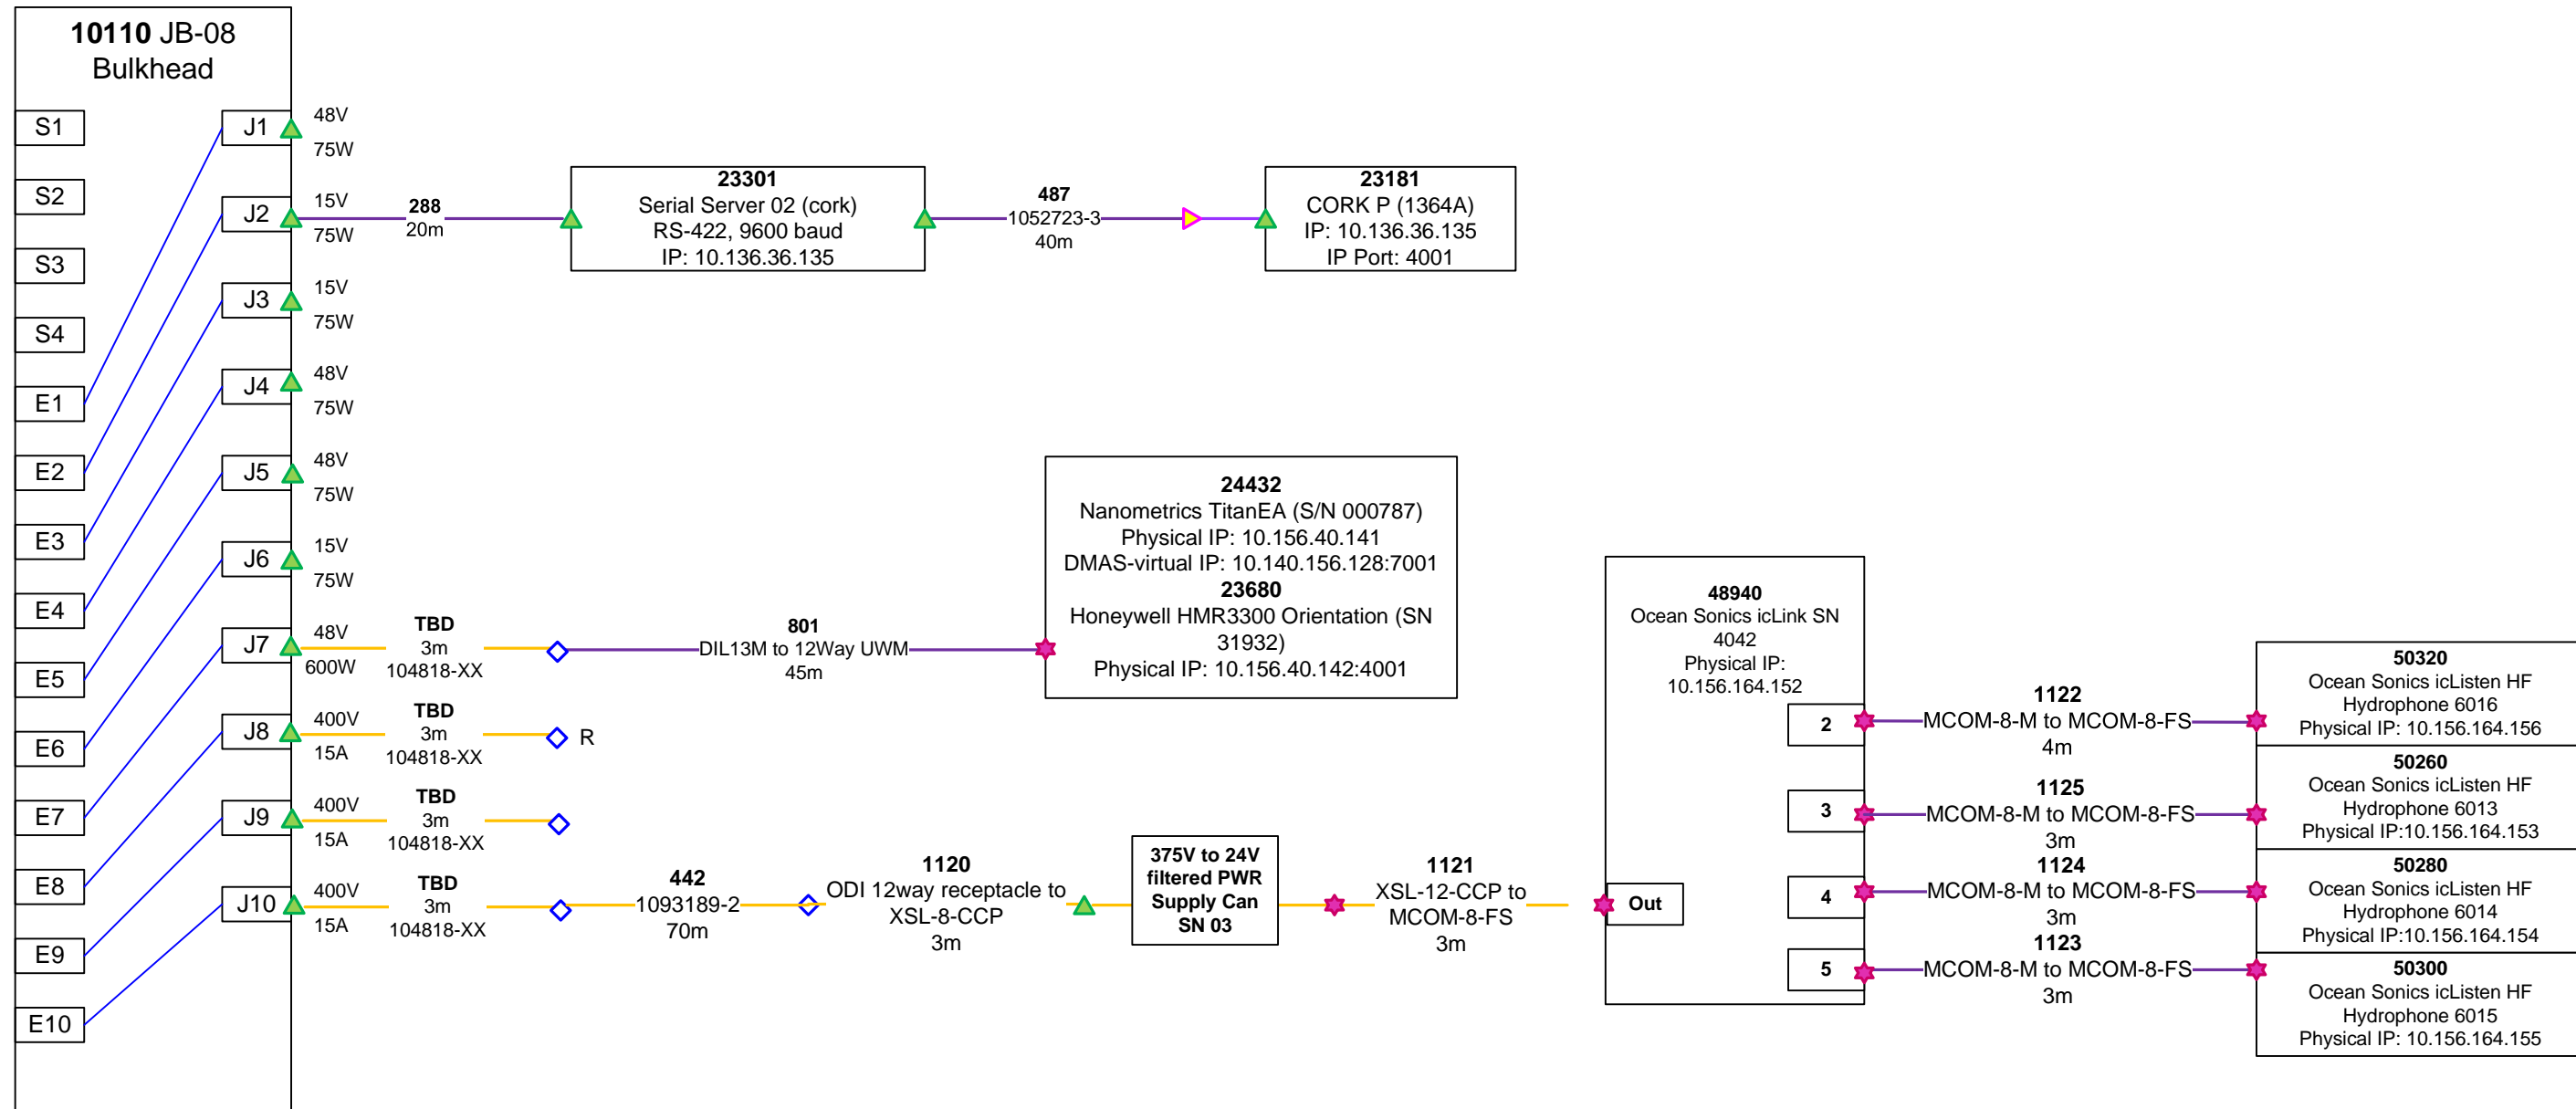 10110 JB-08
Bulkhead
S1
S2
S3
S4
E1
E2
E3
E4
E5
E6
E7
E8
E9
E10
J1
48V
75W
J2
15V
75W
J3
15V
75W
J4
48V
75W
J5
48V
75W
J6
15V
75W
J7
48V
600W
J8
400V
15A
J9
400V
15A
J10
400V
15A
288
20m
23301
Serial Server 02 (cork)
RS-422, 9600 baud
IP: 10.136.36.135
487
1052723-3
40m
23181
CORK P (1364A)
IP: 10.136.36.135
IP Port: 4001
TBD
3m
104818-XX
801
DIL13M to 12Way UWM
45m
24432
Nanometrics TitanEA (S/N 000787)
Physical IP: 10.156.40.141
DMAS-virtual IP: 10.140.156.128:7001
23680
Honeywell HMR3300 Orientation (SN
31932)
Physical IP: 10.156.40.142:4001
TBD
3m
104818-XX
R
TBD
3m
104818-XX
TBD
3m
104818-XX
442
1093189-2
70m
1120
ODI 12way receptacle to
XSL-8-CCP
3m
375V to 24V
filtered PWR
Supply Can
SN 03
1121
XSL-12-CCP to
MCOM-8-FS
3m
48940
Ocean Sonics icLink SN
4042
Physical IP:
10.156.164.152
Out
2
3
4
5
1122
MCOM-8-M to MCOM-8-FS
4m
1125
MCOM-8-M to MCOM-8-FS
3m
1124
MCOM-8-M to MCOM-8-FS
3m
1123
MCOM-8-M to MCOM-8-FS
3m
50320
Ocean Sonics icListen HF
Hydrophone 6016
Physical IP: 10.156.164.156
50260
Ocean Sonics icListen HF
Hydrophone 6013
Physical IP:10.156.164.153
50280
Ocean Sonics icListen HF
Hydrophone 6014
Physical IP:10.156.164.154
50300
Ocean Sonics icListen HF
Hydrophone 6015
Physical IP: 10.156.164.155